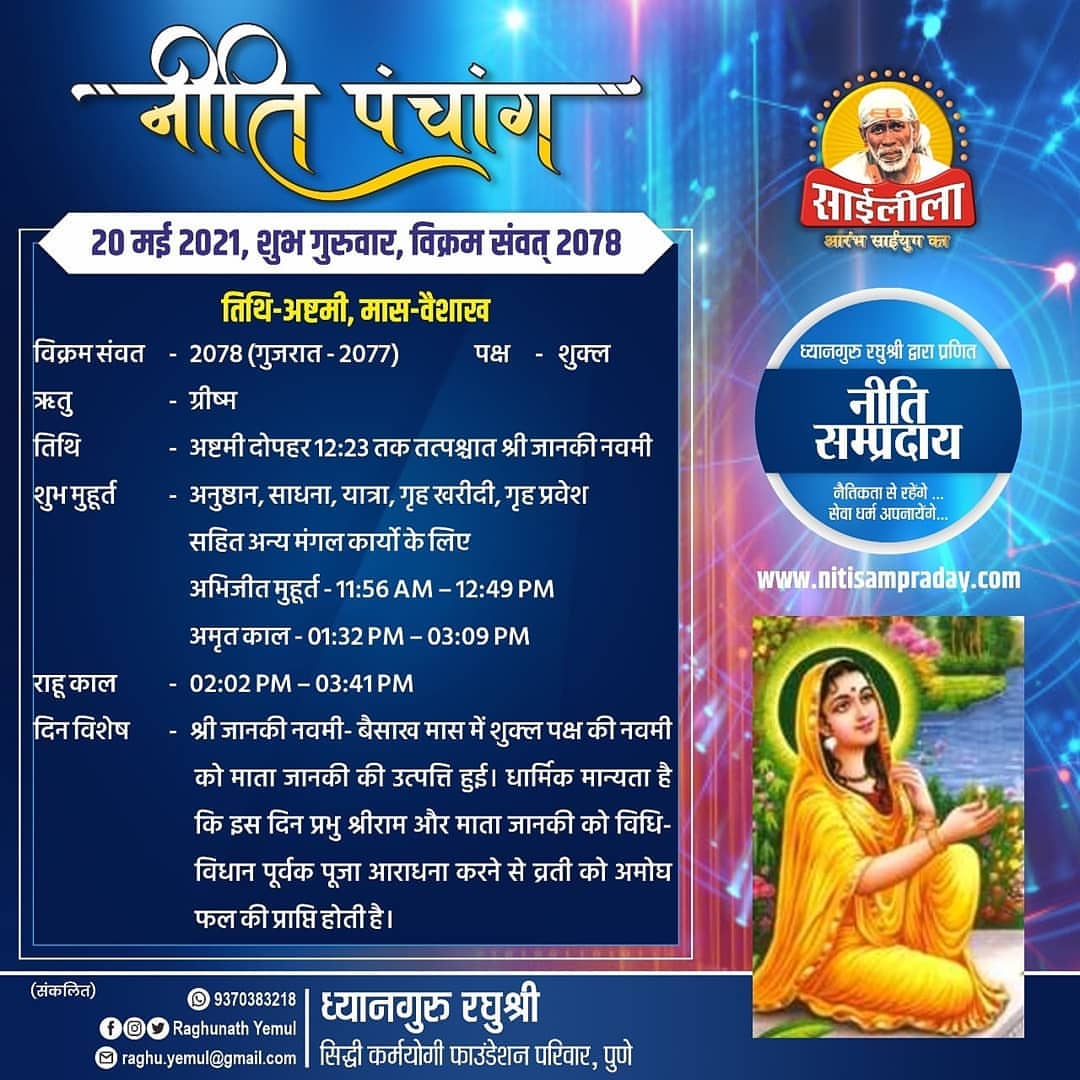 नीति पंचांग
साईलीला
आरंभ साईयुग का
20 मई 2021, शुभ गुरुवार, विक्रम संवत् 2078
तिथि-अष्टमी, मास-वैशाख
विक्रम संवत - 2078 (गुजरात - 2077) पक्ष - शुक्ल
ऋतु - ग्रीष्म
तिथि - अष्टमी दोपहर 12:23 तक तत्पश्चात श्री जानकी नवमी
शुभ मुहूर्त - अनुष्ठान, साधना, यात्रा, गृह खरीदी, गृह प्रवेश
सहित अन्य मंगल कार्यो के लिए
अभिजीत मुहूर्त - 11:56 AM – 12:49 PM
अमृत काल - 01:32 PM – 03:09 PM
राहू काल - 02:02 PM – 03:41 PM
दिन विशेष - श्री जानकी नवमी- बैसाख मास में शुक्ल पक्ष की नवमी
को माता जानकी की उत्पत्ति हुई। धार्मिक मान्यता है
कि इस दिन प्रभु श्रीराम और माता जानकी को विधि-
विधान पूर्वक पूजा आराधना करने से व्रती को अमोघ
फल की प्राप्ति होती है।
ध्यानगुरु रघुश्री द्वारा प्रणित
नीति
सम्प्रदाय
नैतिकता से रहेंगे ...
सेवा धर्म अपनायेंगे...
www.nitisampraday.com
(संकलित)
9370383218
Raghunath Yemul
raghu.yemul@gmail.com
ध्यानगुरु रघुश्री
सिद्धी कर्मयोगी फाउंडेशन परिवार, पुणे